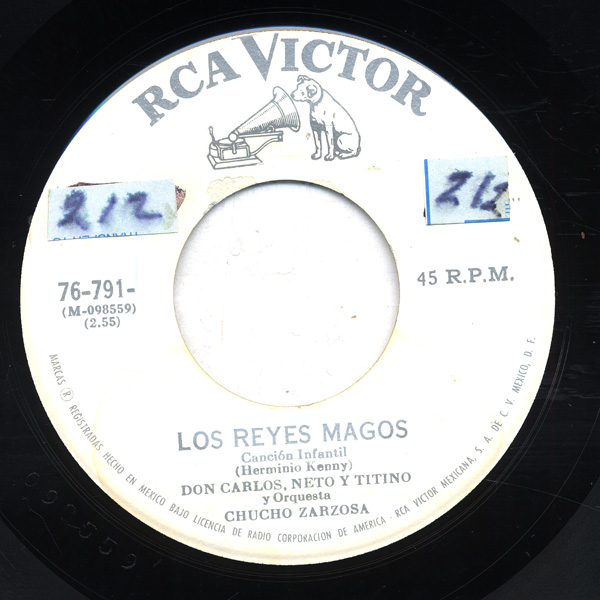 RCA VICTOR
212
212
76-791-
(M-098559)
(2.55)
45 R.P.M.
LOS REYES MAGOS
Canción Infantil
(Herminio Kenny)
DON CARLOS, NETO Y TITINO
y Orquesta
CHUCHO ZARZOSA
MARCAS ® REGISTRADAS HECHO EN MEXICO BAJO LICENCIA DE RADIO CORPORACION DE AMERICA - RCA VICTOR MEXICANA, S. A. DE C. V. MEXICO, D. F.
090559